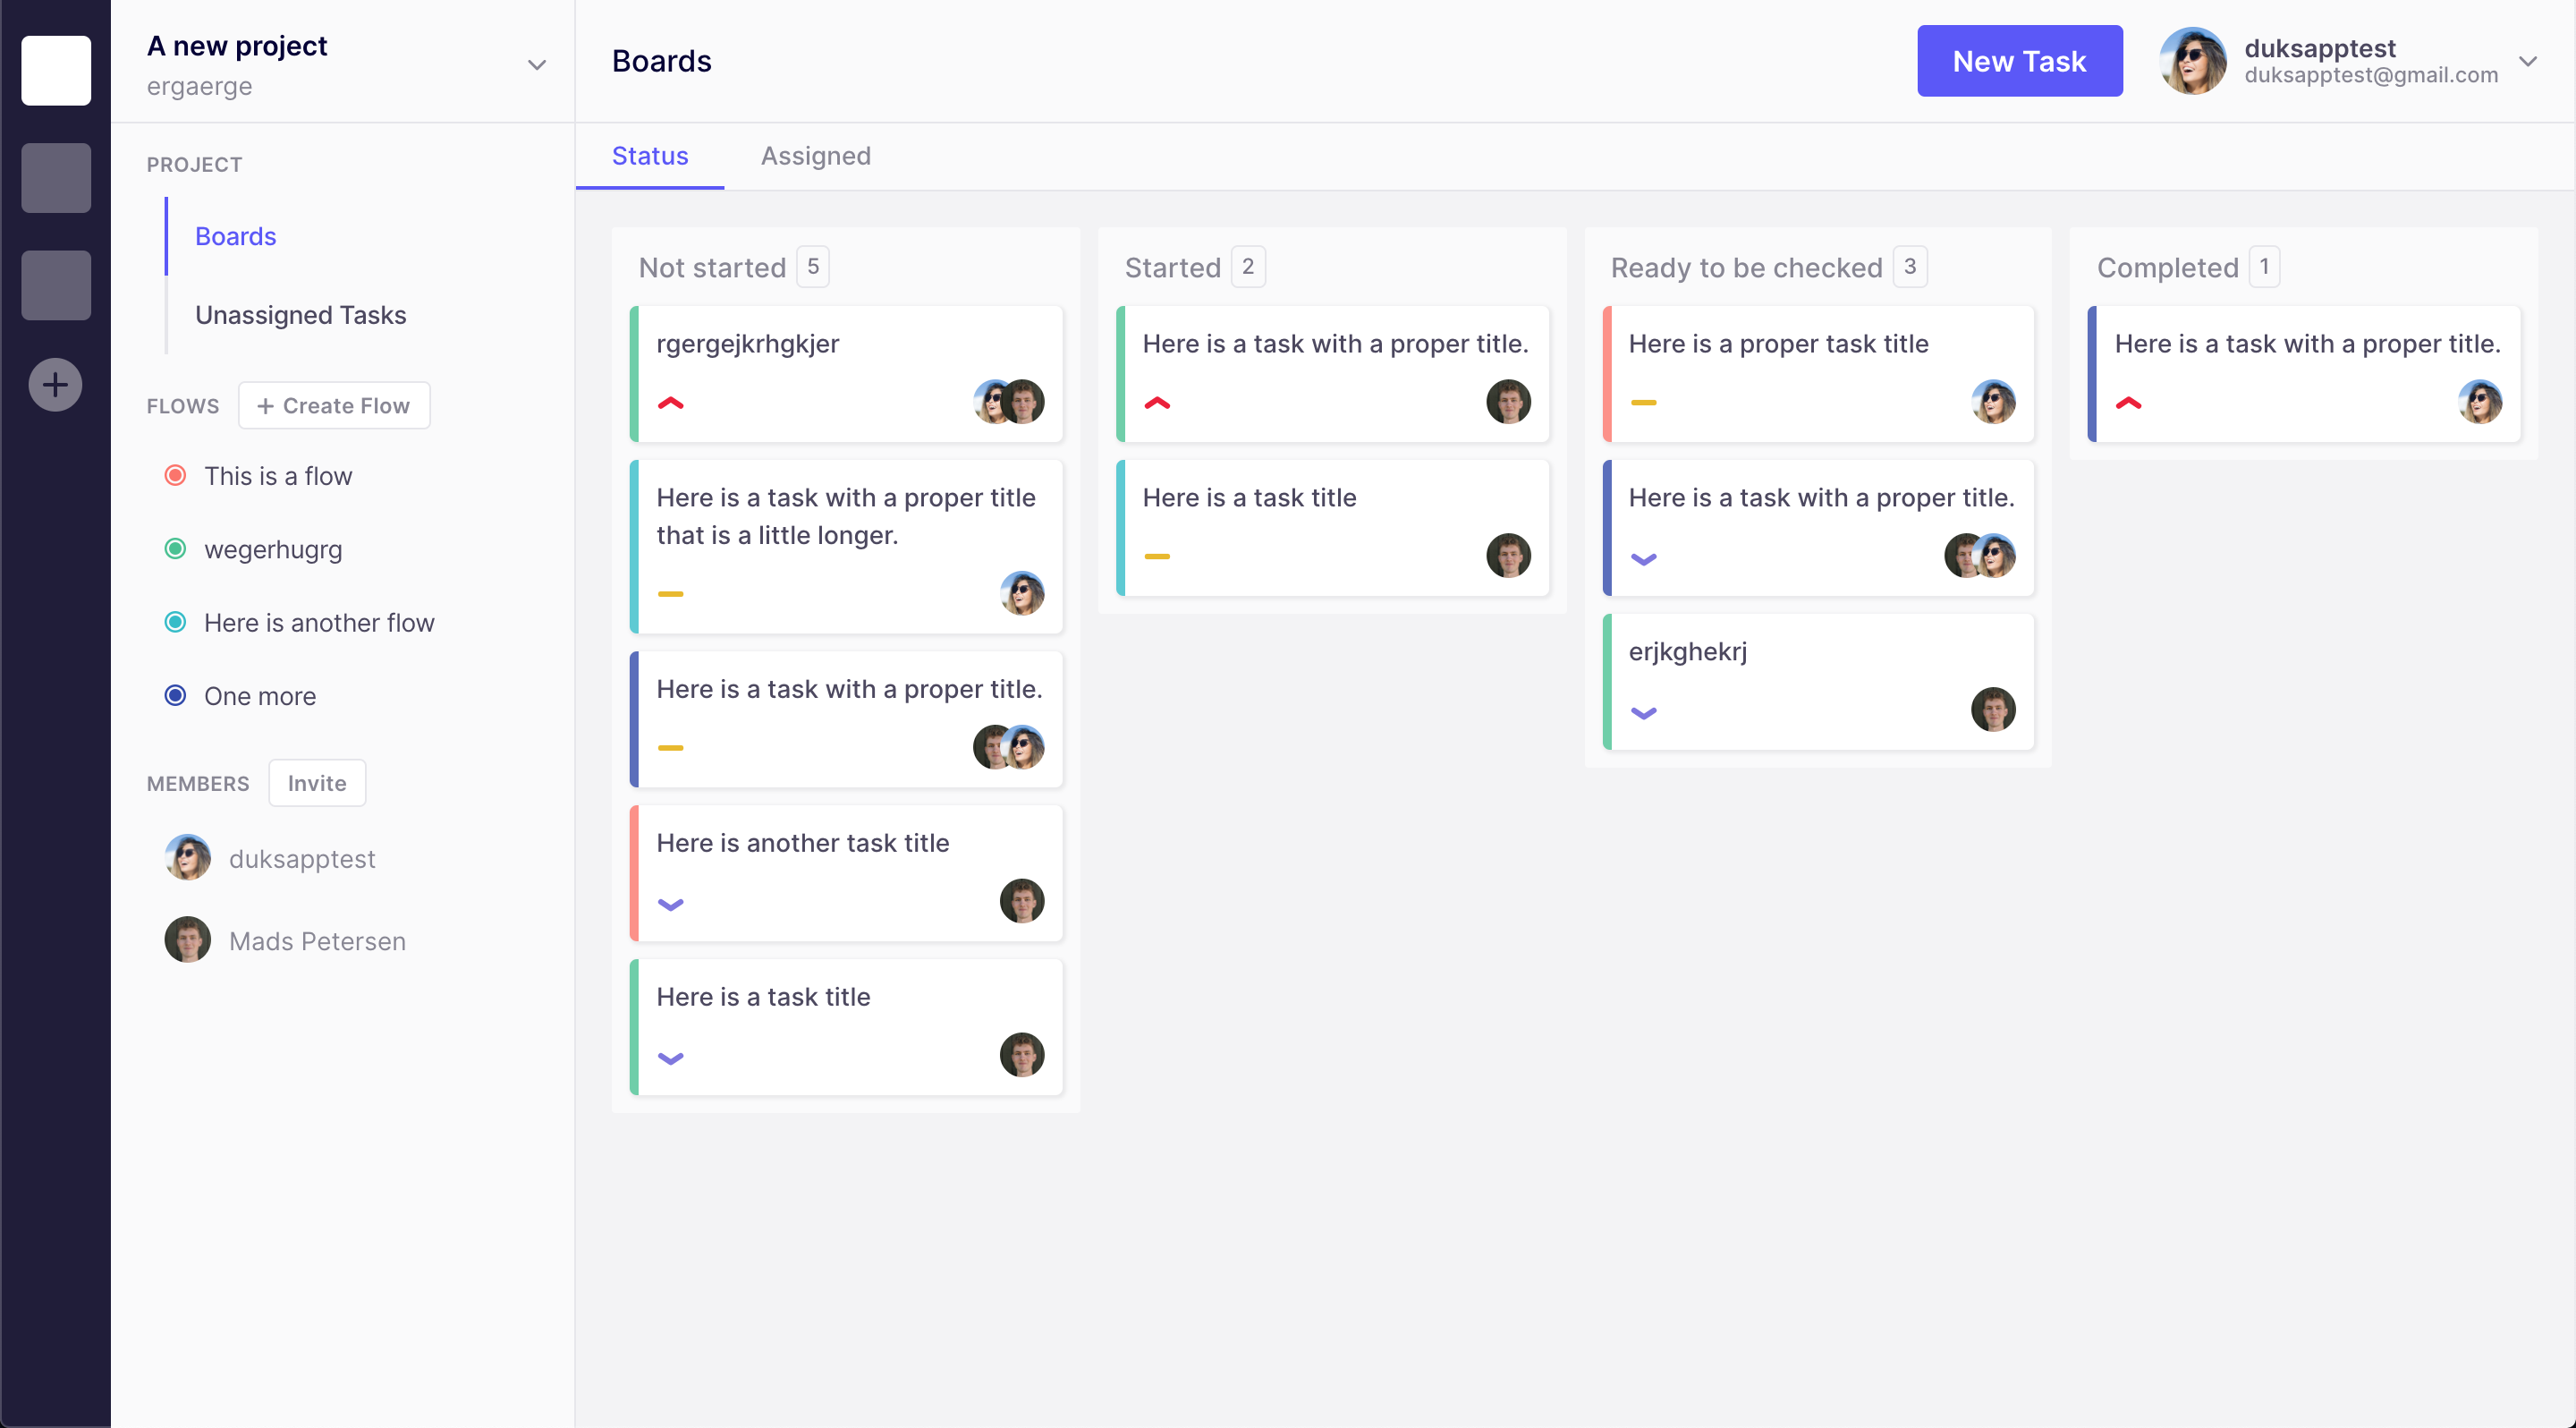 A new project
ergaerge
PROJECT
Boards
Unassigned Tasks
FLOWS
+ Create Flow
This is a flow
wegerhugrg
Here is another flow
One more
MEMBERS
Invite
duksapptest
Mads Petersen
Boards
New Task
duksapptest
duksapptest@gmail.com
Status
Assigned
Not started 5
rgergejkrhgkjer
Here is a task with a proper title
that is a little longer.
Here is a task with a proper title.
Here is another task title
Here is a task title
Started 2
Here is a task with a proper title.
Here is a task title
Ready to be checked 3
Here is a proper task title
Here is a task with a proper title.
erjkghekrj
Completed 1
Here is a task with a proper title.